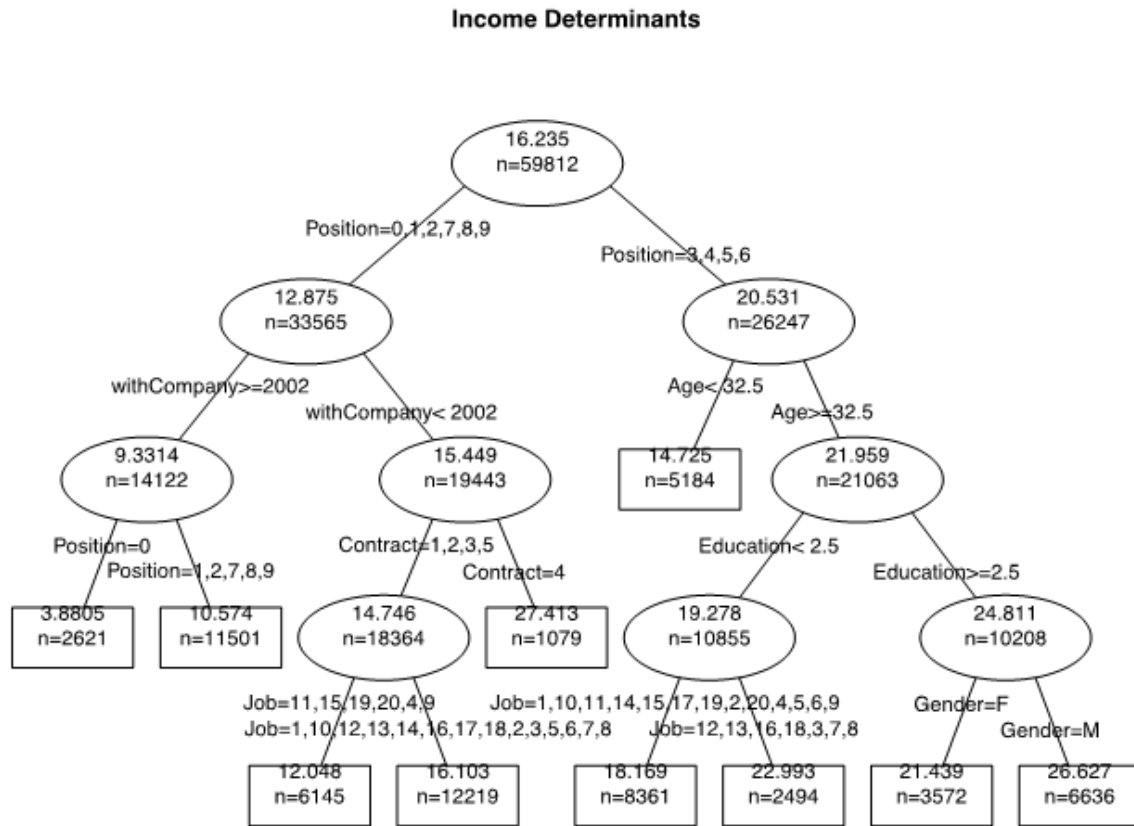 Income Determinants
16.235
n=59812
Position=0,1,2,7,8,9
Position=3,4,5,6
12.875
n=33565
20.531
n=26247
withCompany>=2002
withCompany< 2002
Age< 32.5
Age>=32.5
9.3314
n=14122
15.449
n=19443
14.725
n=5184
21.959
n=21063
Position=0
Position=1,2,7,8,9
Contract=1,2,3,5
Contract=4
Education< 2.5
Education>=2.5
3.8805
n=2621
10.574
n=11501
14.746
n=18364
27.413
n=1079
19.278
n=10855
24.811
n=10208
Job=11,15,19,20,4,9
Job=1,10,12,13,14,16,17,18,2,3,5,6,7,8
Job=1,10,11,14,15,17,19,2,20,4,5,6,9
Job=12,13,16,18,3,7,8
Gender=F
Gender=M
12.048
n=6145
16.103
n=12219
18.169
n=8361
22.993
n=2494
21.439
n=3572
26.627
n=6636